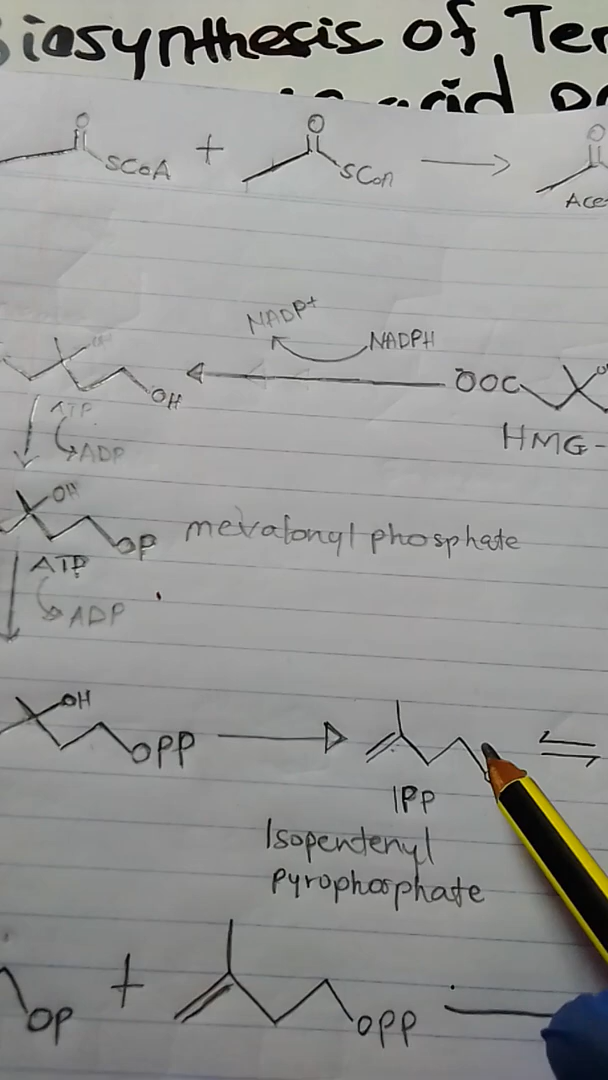 iosynthesis of Ter
acid
O O O
SCoA + SCoA
Ace
NADP+
NADPH
OH
OOC
HMG-
ATP
ADP
OH
OP mevalonyl phosphate
ATP
ADP
OH
OPP
IPP
Isopentenyl
pyrophosphate
OP + OPP